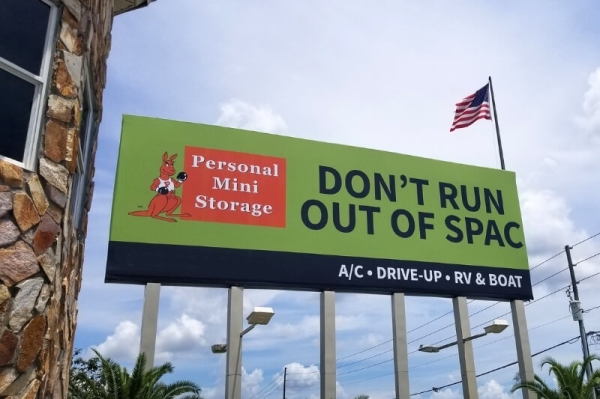 Personal
Mini
Storage
DON'T RUN
OUT OF SPAC
A/C • DRIVE-UP • RV & BOAT